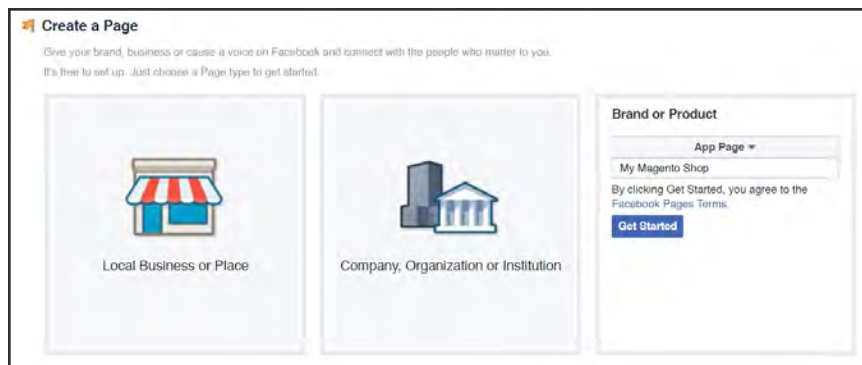 Create a Page
Give your brand, business or cause a voice on Facebook and connect with the people who matter to you.
It's free to set up. Just choose a Page type to get started.
Local Business or Place
Company, Organization or Institution
Brand or Product
App Page
My Magento Shop
By clicking Get Started, you agree to the
Facebook Pages Terms.
Get Started